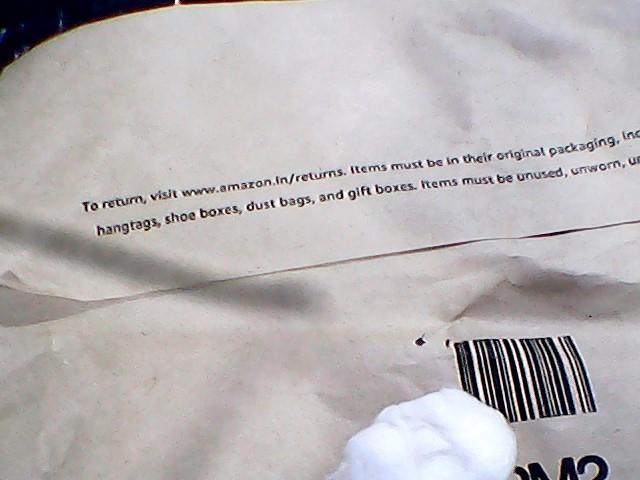 To return, visit www.amazon.in/returns. Items must be in their original packaging,
hangtags, shoe boxes, dust bags, and gift boxes. Items must be unused, unworn,